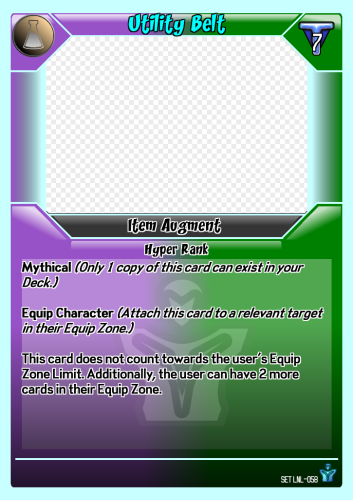 Utility Belt
7
Item Augment
Hyper Rank
Mythical (Only 1 copy of this card can exist in your
Deck.)
Equip Character (Attach this card to a relevant target
in their Equip Zone.)
This card does not count towards the user's Equip
Zone Limit. Additionally, the user can have 2 more
cards in their Equip Zone.
SET LNL-058